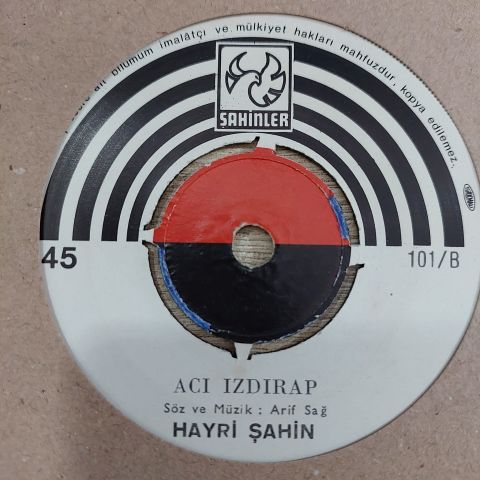 ait bilumum imalâtçı ve mülkiyet hakları mahfuzdur, kopya edilemez.
ŞAHİNLER
45
101/B
ACI IZDIRAP
Söz ve Müzik : Arif Sağ
HAYRİ ŞAHİN